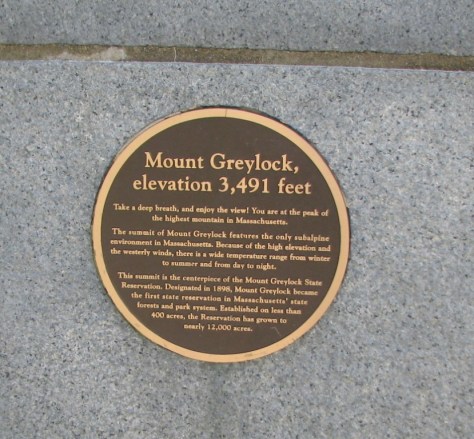 Mount Greylock,
elevation 3,491 feet
Take a deep breath, and enjoy the view! You are at the peak of
the highest mountain in Massachusetts.
The summit of Mount Greylock features the only subalpine
environment in Massachusetts. Because of the high elevation and
the westerly winds, there is a wide temperature range from winter
to summer and from day to night.
This summit is the centerpiece of the Mount Greylock State
Reservation. Designated in 1898, Mount Greylock became
the first state reservation in Massachusetts' state
forests and park system. Established on less than
400 acres, the Reservation has grown to
nearly 12,000 acres.